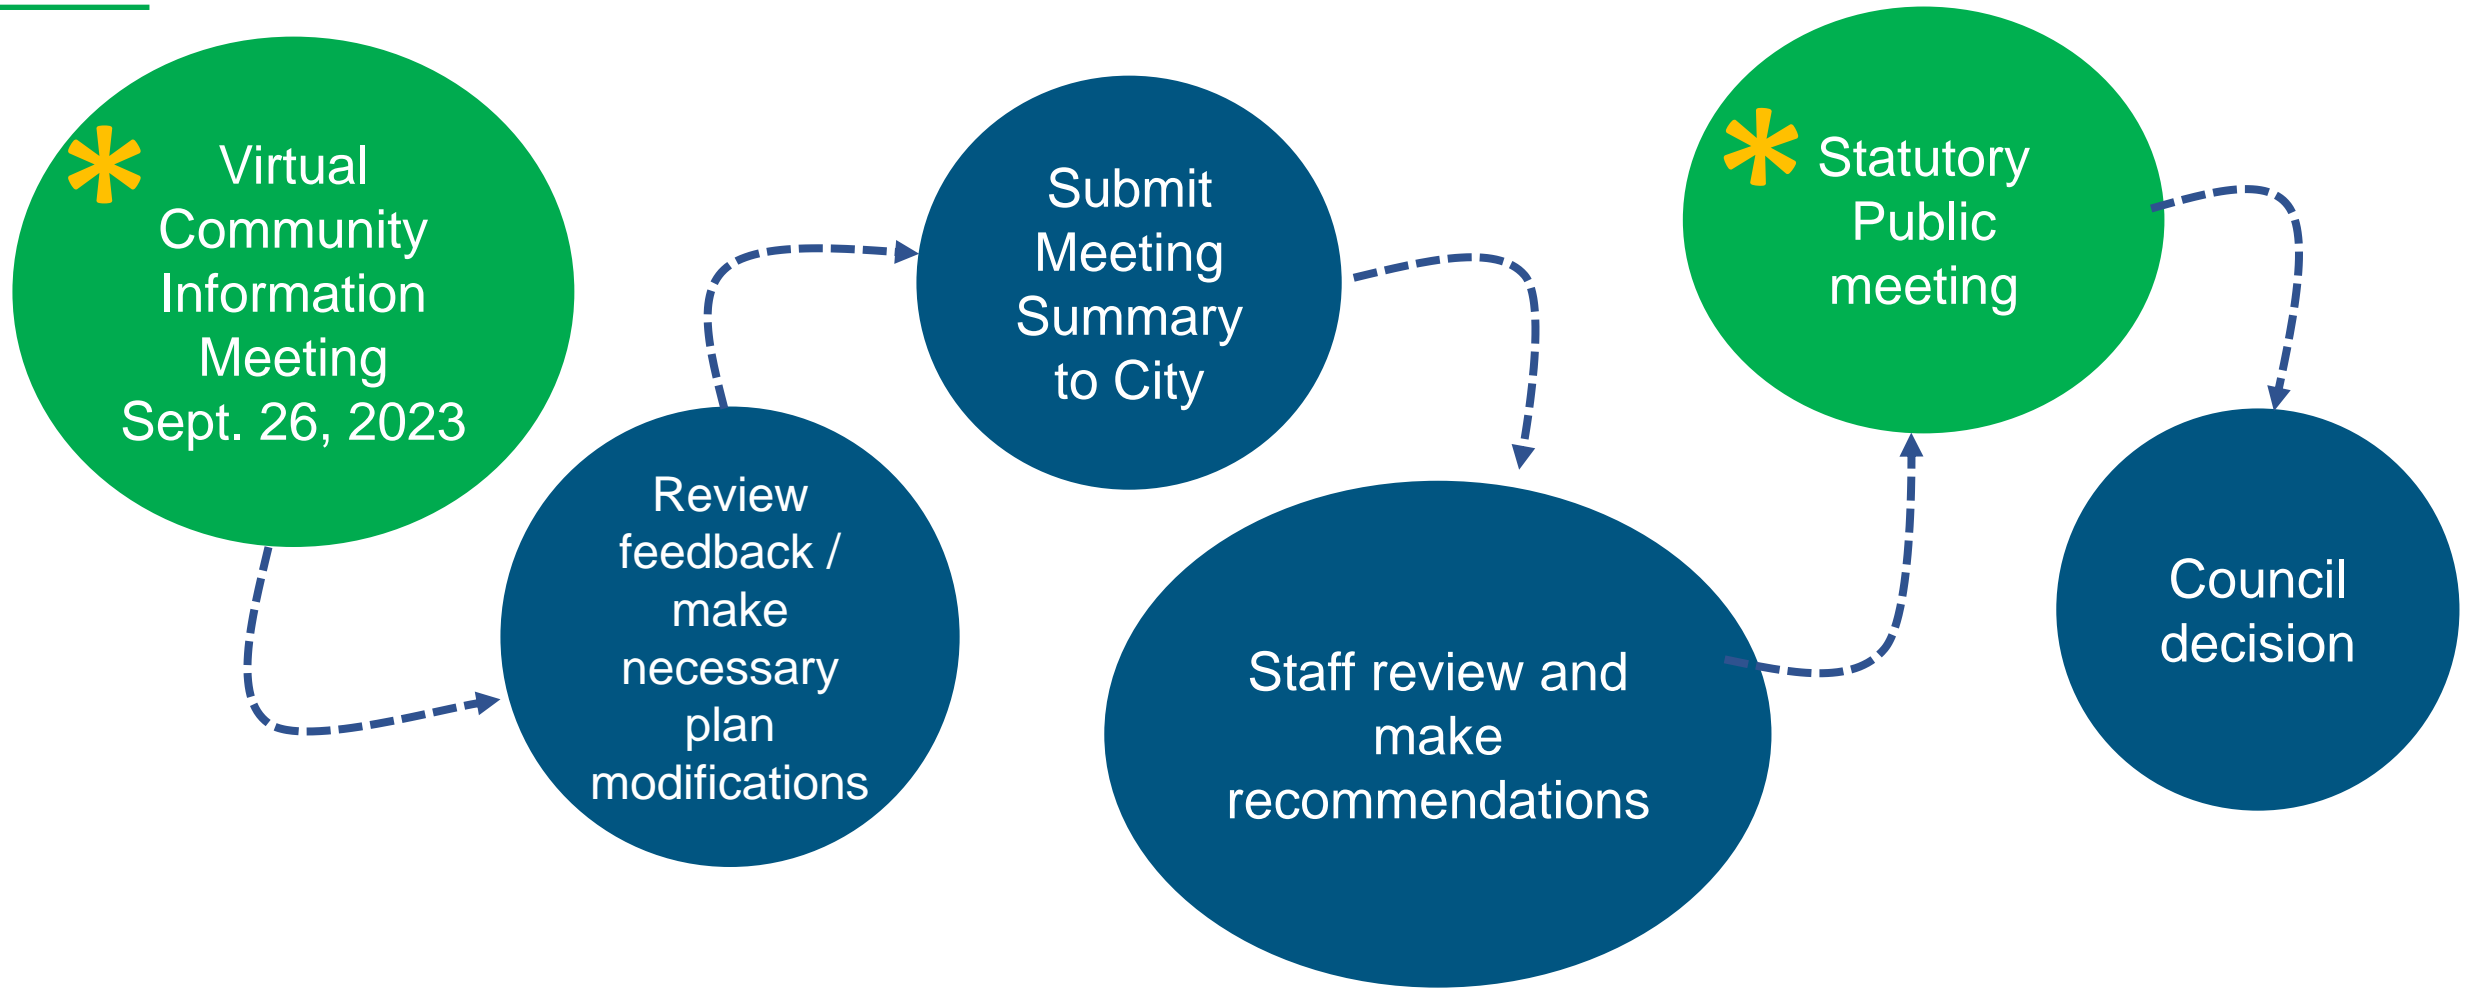 Virtual
Community
Information
Meeting
Sept. 26, 2023
Review
feedback /
make
necessary
plan
modifications
Submit
Meeting
Summary
to City
Staff review and
make
recommendations
Statutory
Public
meeting
Council
decision